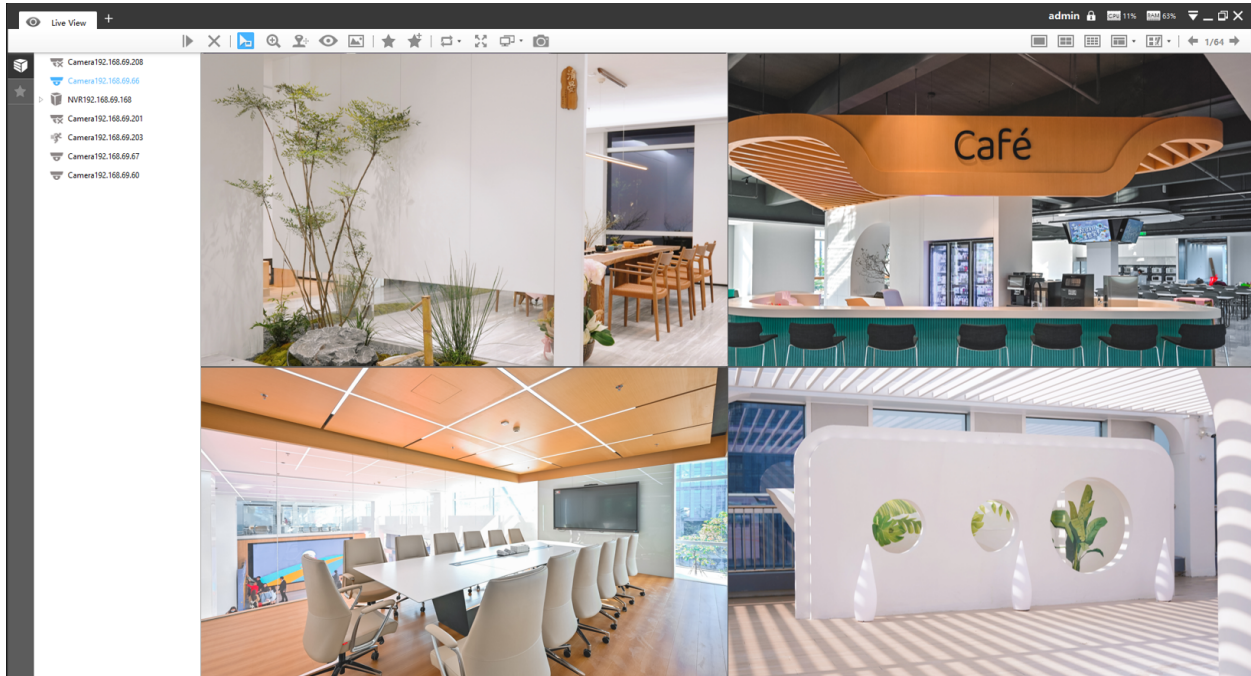 Live View
+
admin CPU 11% RAM 63%
1/64
Camera192.168.69.208
Camera192.168.69.66
NVR192.168.69.168
Camera192.168.69.201
Camera192.168.69.203
Camera192.168.69.67
Camera192.168.69.60
Café